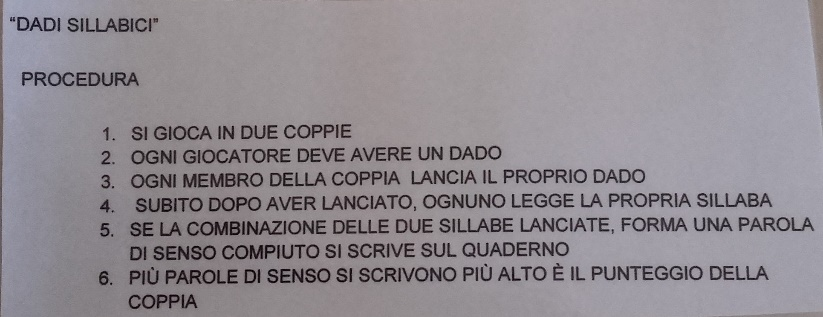 “DADI SILLABICI”
PROCEDURA
1. SI GIOCA IN DUE COPPIE
2. OGNI GIOCATORE DEVE AVERE UN DADO
3. OGNI MEMBRO DELLA COPPIA LANCIA IL PROPRIO DADO
4. SUBITO DOPO AVER LANCIATO, OGNUNO LEGGE LA PROPRIA SILLABA
5. SE LA COMBINAZIONE DELLE DUE SILLABE LANCIATE, FORMA UNA PAROLA
DI SENSO COMPIUTO SI SCRIVE SUL QUADERNO
6. PIÙ PAROLE DI SENSO SI SCRIVONO PIÙ ALTO È IL PUNTEGGIO DELLA
COPPIA